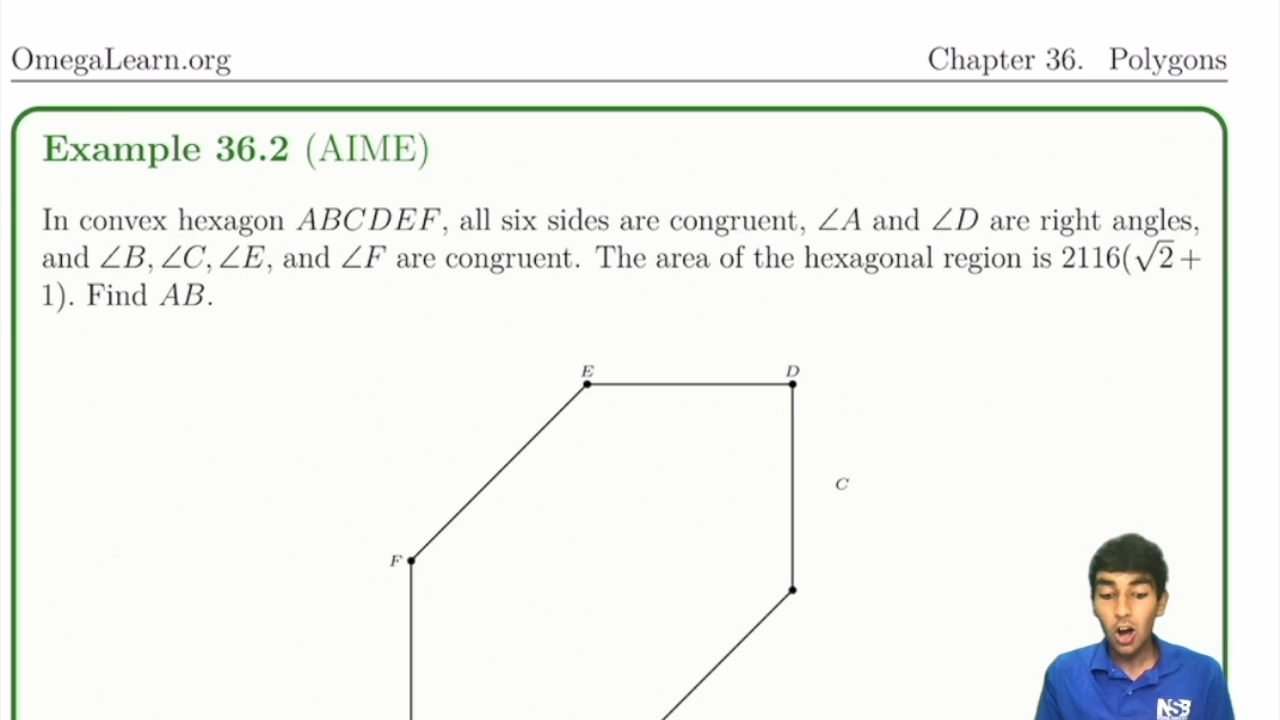 OmegaLearn.org Chapter 36. Polygons
Example 36.2 (AIME)
In convex hexagon ABCDEF, all six sides are congruent, ∠A and ∠D are right angles,
and ∠B, ∠C, ∠E, and ∠F are congruent. The area of the hexagonal region is 2116(√2+
1). Find AB.
E D
C
F
NSB